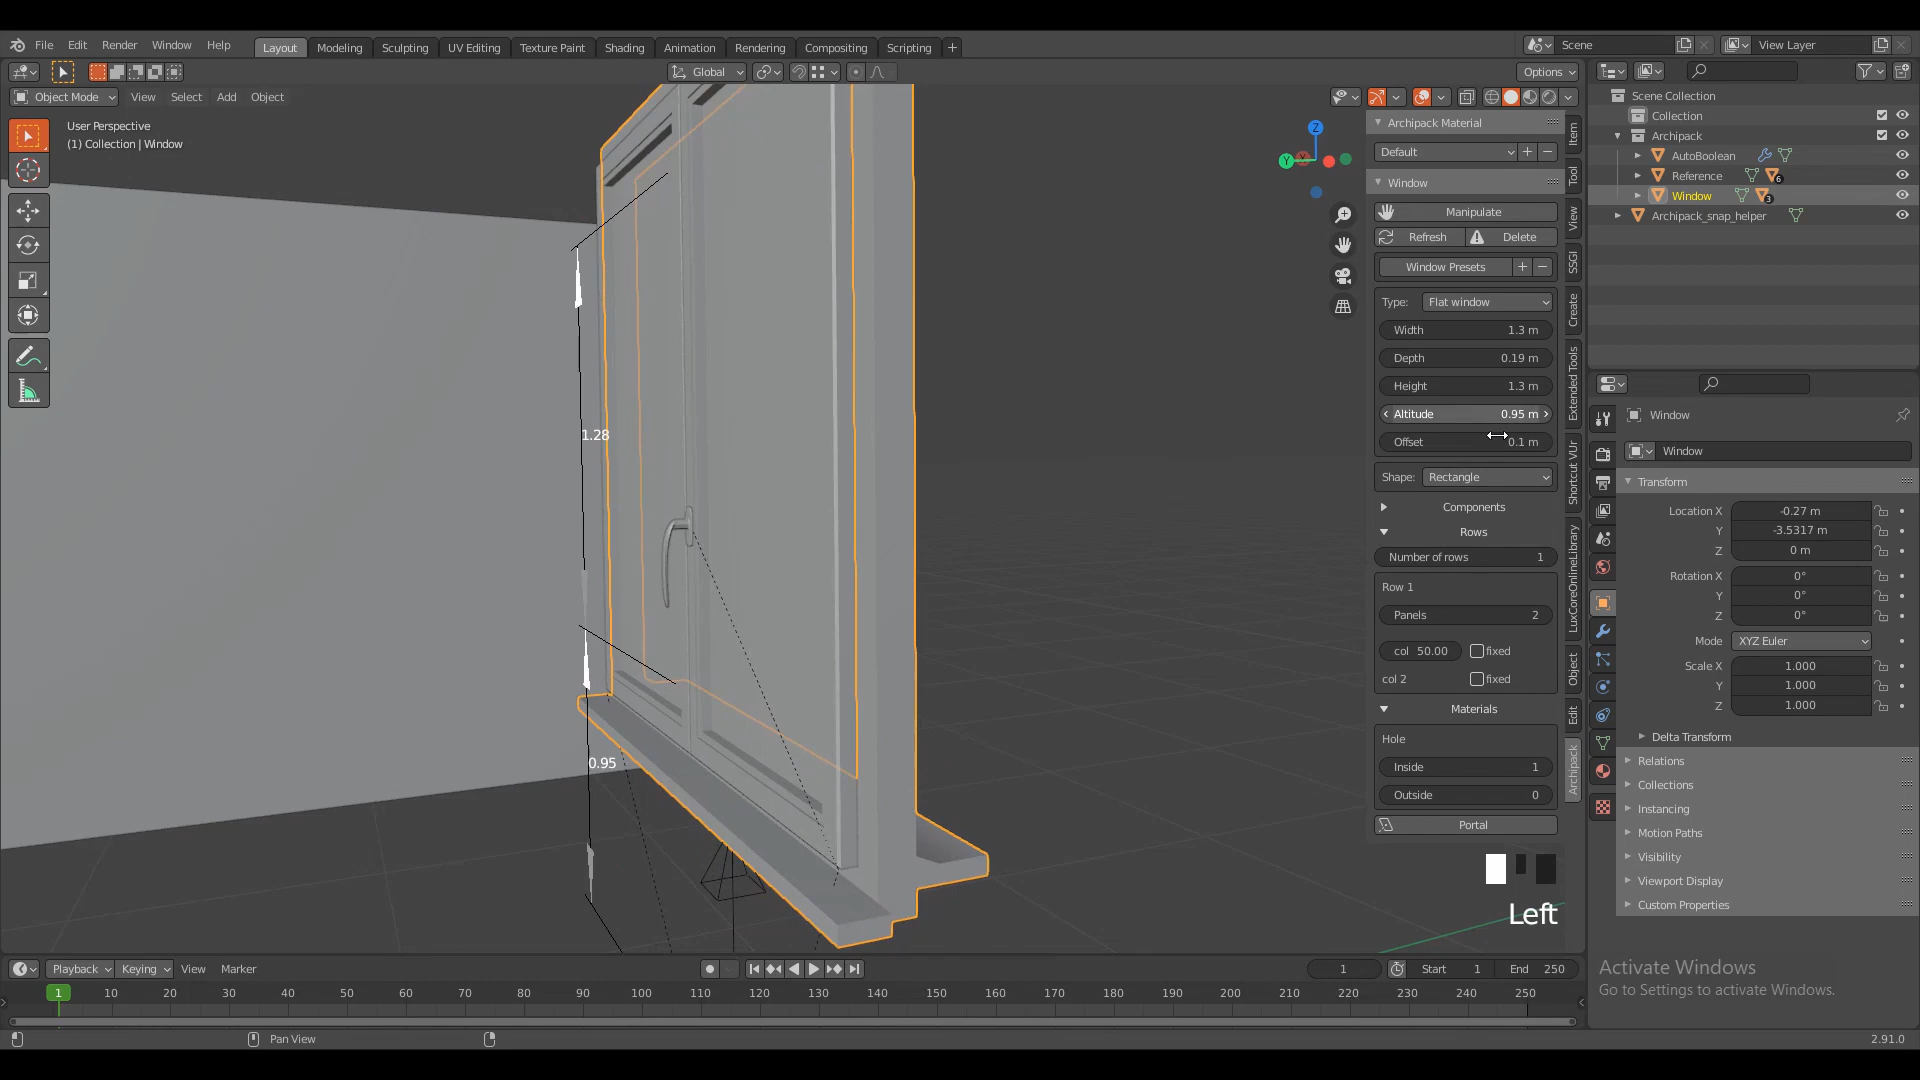 File Edit Render Window Help Layout Modeling Sculpting UV Editing Texture Paint Shading Animation Rendering Compositing Scripting + Scene View Layer
Global Options
Object Mode View Select Add Object
User Perspective
(1) Collection | Window
1.28
0.95
Z
Y
X
Archipack Material
Default
Window
Manipulate
Refresh Delete
Window Presets
Type: Flat window
Width 1.3 m
Depth 0.19 m
Height 1.3 m
Altitude 0.95 m
Offset 0.1 m
Shape: Rectangle
Components
Rows
Number of rows 1
Row 1
Panels 2
col 50.00 fixed
col 2 fixed
Materials
Hole
Inside 1
Outside 0
Portal
Left
Item
Tool
View
SSGI
Create
Extended Tools
Shortcut VUr
LuxCoreOnlineLibrary
Object
Edit
Archipack
Scene Collection
Collection
Archipack
AutoBoolean
Reference 6
Window 3
Archipack_snap_helper
Window
Window
Transform
Location X -0.27 m
Y -3.5317 m
Z 0 m
Rotation X 0°
Y 0°
Z 0°
Mode XYZ Euler
Scale X 1.000
Y 1.000
Z 1.000
Delta Transform
Relations
Collections
Instancing
Motion Paths
Visibility
Viewport Display
Custom Properties
Activate Windows
Go to Settings to activate Windows.
Playback Keying View Marker 1 Start 1 End 250
1 10 20 30 40 50 60 70 80 90 100 110 120 130 140 150 160 170 180 190 200 210 220 230 240 250
Pan View 2.91.0